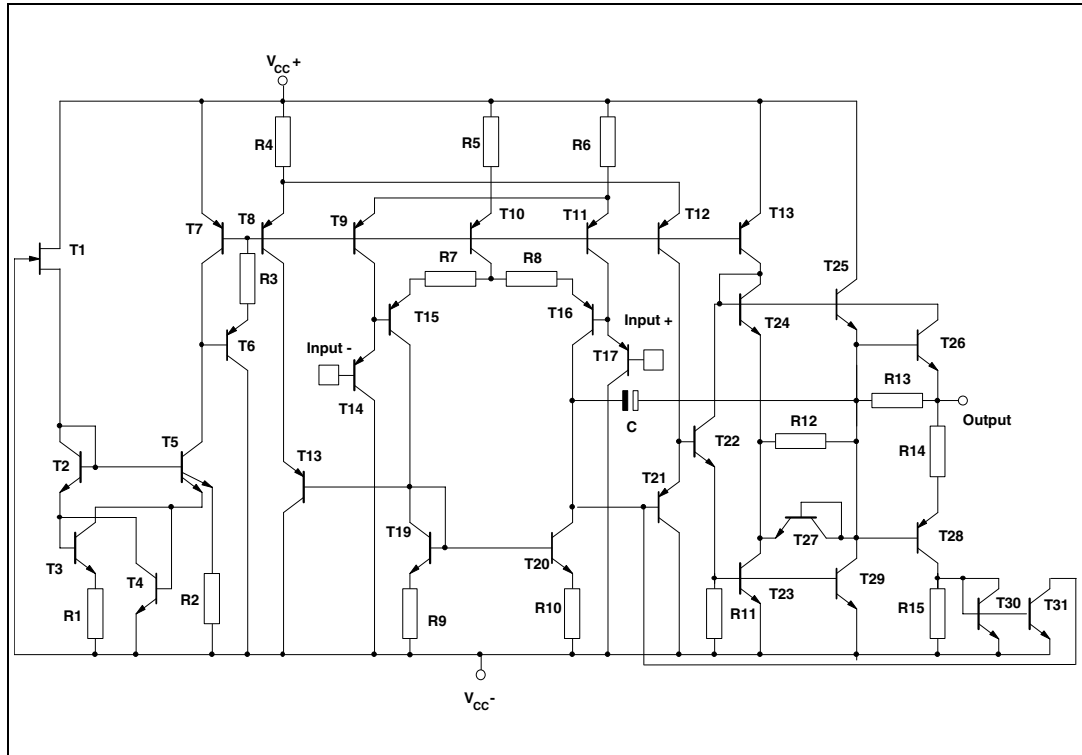 VCC+
R4
R5
R6
T7
T8
T9
T10
T11
T12
T13
T1
R3
R7
R8
T25
T6
T15
T16
Input +
T24
T26
T17
Input -
R13
T14
Output
C
R12
T22
R14
T2
T5
T13
T21
T19
T27
T28
T3
T4
T20
T29
R1
R2
R9
R10
R11
T23
R15
T30
T31
VCC-